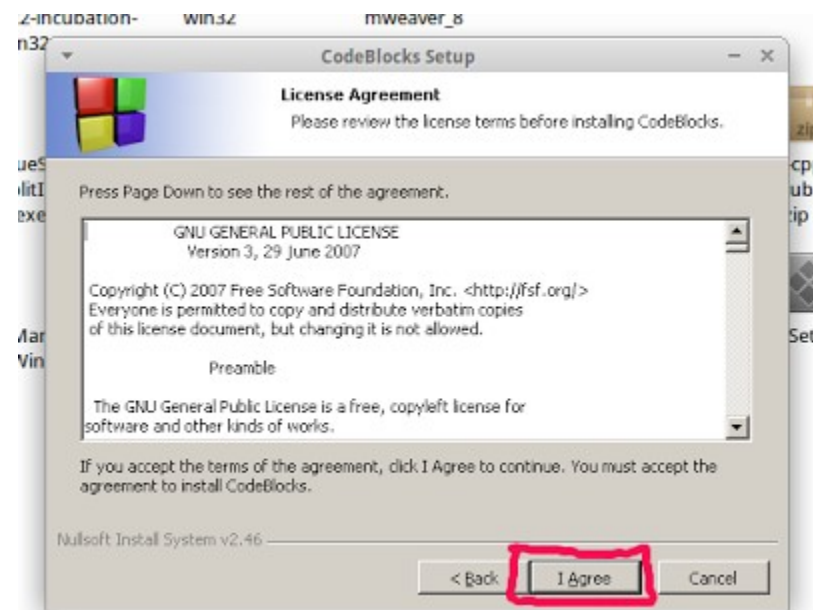 2-incubation-
win32
mweaver_8
n32
CodeBlocks Setup
License Agreement
Please review the license terms before installing CodeBlocks.
zip
Press Page Down to see the rest of the agreement.
GNU GENERAL PUBLIC LICENSE
Version 3, 29 June 2007
Copyright (C) 2007 Free Software Foundation, Inc. <http://fsf.org/>
Everyone is permitted to copy and distribute verbatim copies
of this license document, but changing it is not allowed.
Preamble
The GNU General Public License is a free, copyleft license for
software and other kinds of works.
If you accept the terms of the agreement, click I Agree to continue. You must accept the
agreement to install CodeBlocks.
Nullsoft Install System v2.46
< Back
I Agree
Cancel